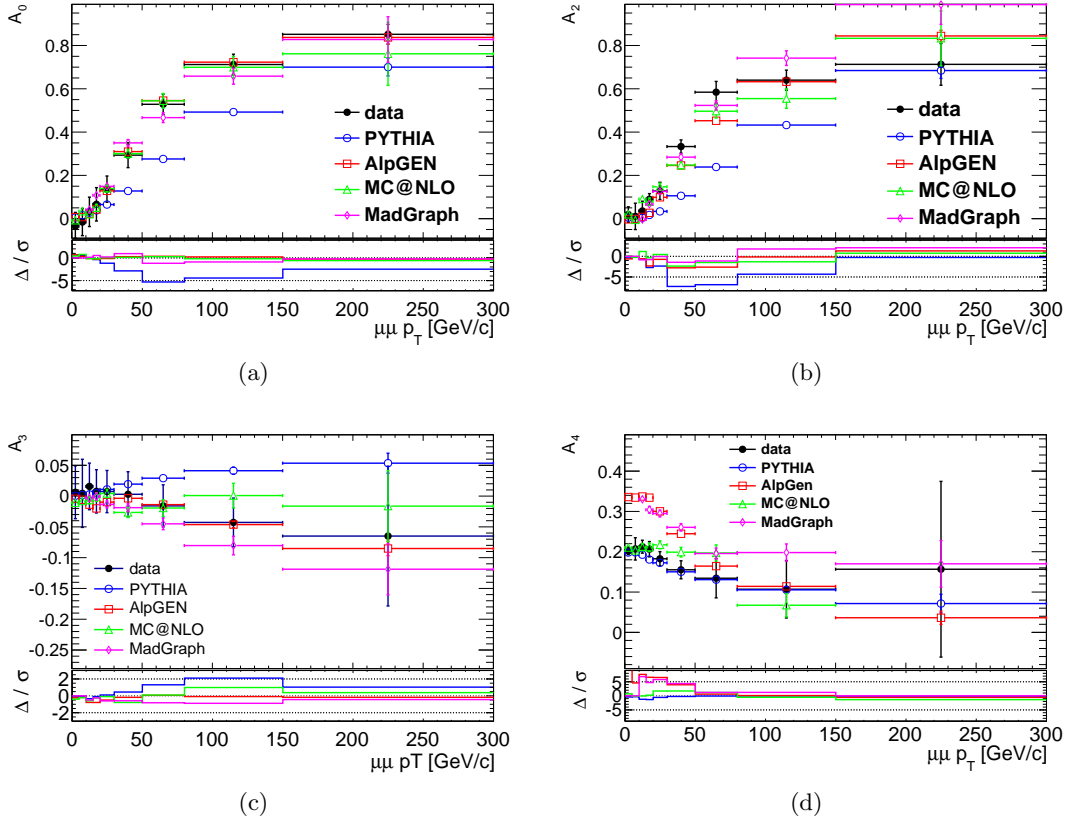 A0
0.8
0.6
0.4
0.2
0
data
PYTHIA
AlpGEN
MC@NLO
MadGraph
Δ / σ
0
-5
0 50 100 150 200 250 300
μμ pT [GeV/c]
(a)
A2
0.8
0.6
0.4
0.2
0
data
PYTHIA
AlpGEN
MC@NLO
MadGraph
Δ / σ
0
-5
0 50 100 150 200 250 300
μμ pT [GeV/c]
(b)
A3
0.05
0
-0.05
-0.1
-0.15
-0.2
-0.25
data
PYTHIA
AlpGEN
MC@NLO
MadGraph
Δ / σ
2
0
-2
0 50 100 150 200 250 300
μμ pT [GeV/c]
(c)
A4
0.4
0.3
0.2
0.1
0
data
PYTHIA
AlpGen
MC@NLO
MadGraph
Δ / σ
5
0
-5
0 50 100 150 200 250 300
μμ pT [GeV/c]
(d)